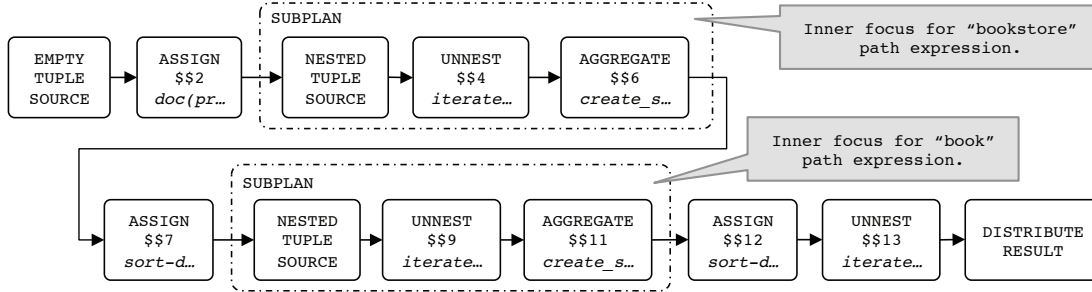 SUBPLAN
Inner focus for “bookstore”
path expression.
EMPTY
TUPLE
SOURCE
ASSIGN
$$2
doc(pr…
NESTED
TUPLE
SOURCE
UNNEST
$$4
iterate…
AGGREGATE
$$6
create_s…
Inner focus for “book”
path expression.
SUBPLAN
ASSIGN
$$7
sort-d…
NESTED
TUPLE
SOURCE
UNNEST
$$9
iterate…
AGGREGATE
$$11
create_s…
ASSIGN
$$12
sort-d…
UNNEST
$$13
iterate…
DISTRIBUTE
RESULT